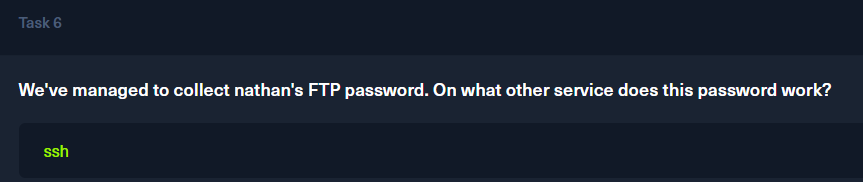 Task 6
We've managed to collect nathan's FTP password. On what other service does this password work?
ssh